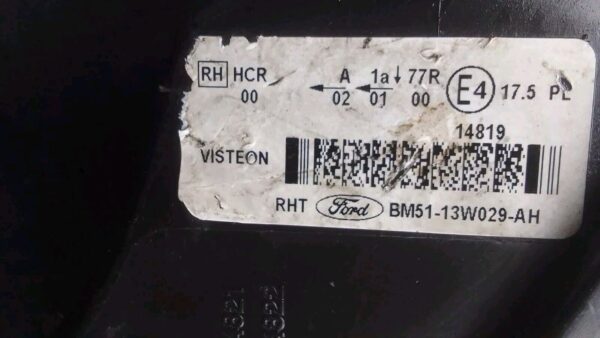 RH HCR A 1a 77R E4 17.5 PL
00 02 01 00
14819
VISTEON
RHT Ford BM51-13W029-AH